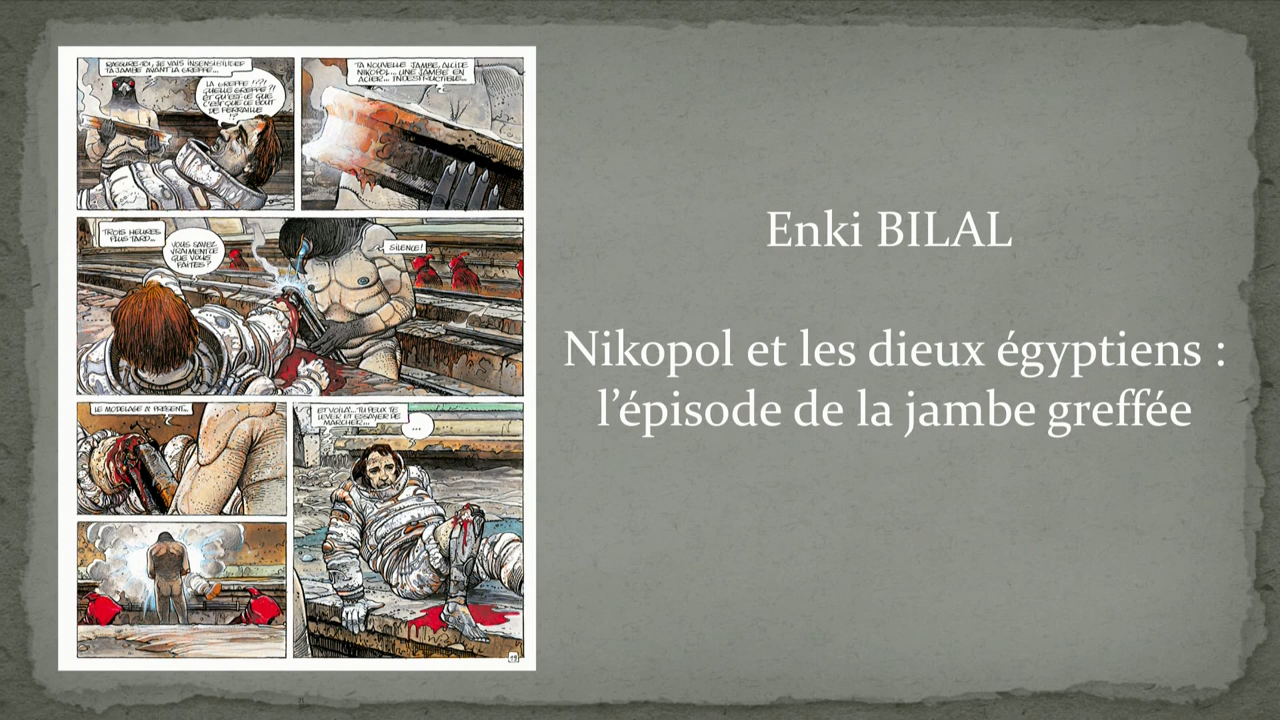 RASSURE-TOI, JE VAIS INSENSIBILISER
TA JAMBE AVANT LA GREFFE...
LA GREFFE !?!
QUELLE GREFFE ?!
ET QU'EST-CE QUE
C'EST QUE CE BOUT
DE FERRAILLE
!?
TA NOUVELLE JAMBE, ALCIDE
NIKOPOL... UNE JAMBE EN
ACIER... INDESTRUCTIBLE...
TROIS HEURES
PLUS TARD...
VOUS SAVEZ
VRAIMENT CE
QUE VOUS
FAITES ?
SILENCE !
LE MODELAGE À PRÉSENT...
ET VOILÀ... TU PEUX TE
LEVER ET ESSAYER DE
MARCHER...
...
19
Enki BILAL
Nikopol et les dieux égyptiens :
l'épisode de la jambe greffée